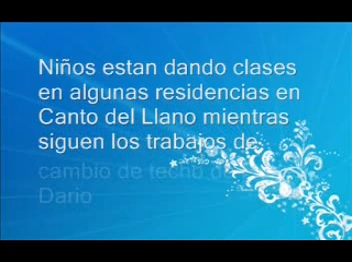 Niños estan dando clases
en algunas residencias en
Canto del Llano mientras
siguen los trabajos de
cambio de techo d
Dario